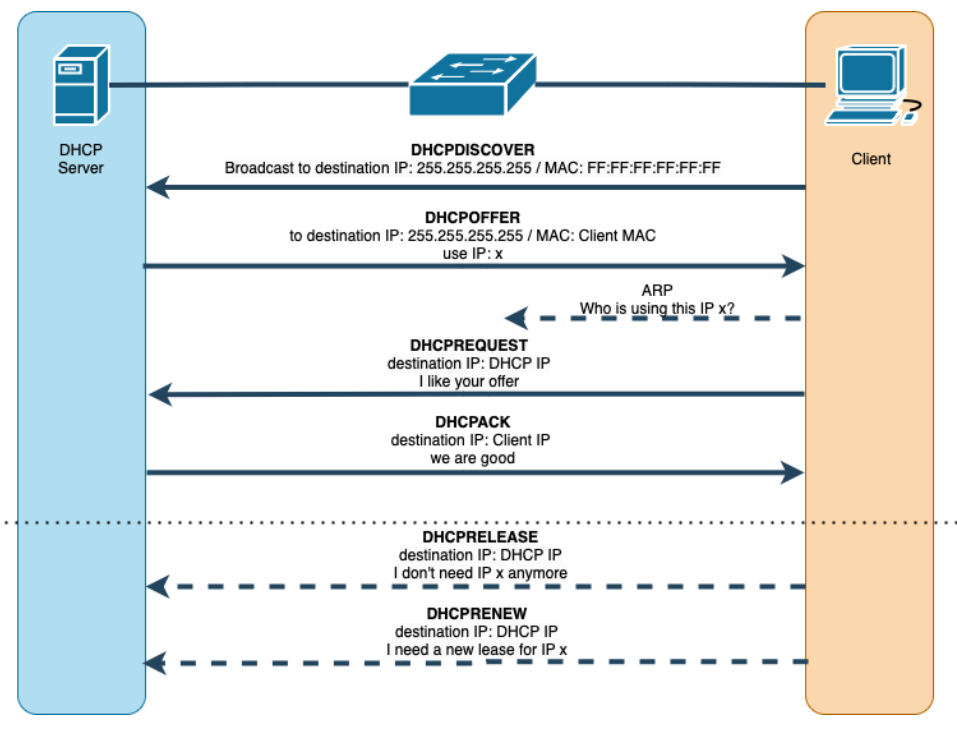 DHCP
Server
Client
DHCPDISCOVER
Broadcast to destination IP: 255.255.255.255 / MAC: FF:FF:FF:FF:FF:FF
DHCPOFFER
to destination IP: 255.255.255.255 / MAC: Client MAC
use IP: x
ARP
Who is using this IP x?
DHCPREQUEST
destination IP: DHCP IP
I like your offer
DHCPACK
destination IP: Client IP
we are good
DHCPRELEASE
destination IP: DHCP IP
I don't need IP x anymore
DHCPRENEW
destination IP: DHCP IP
I need a new lease for IP x